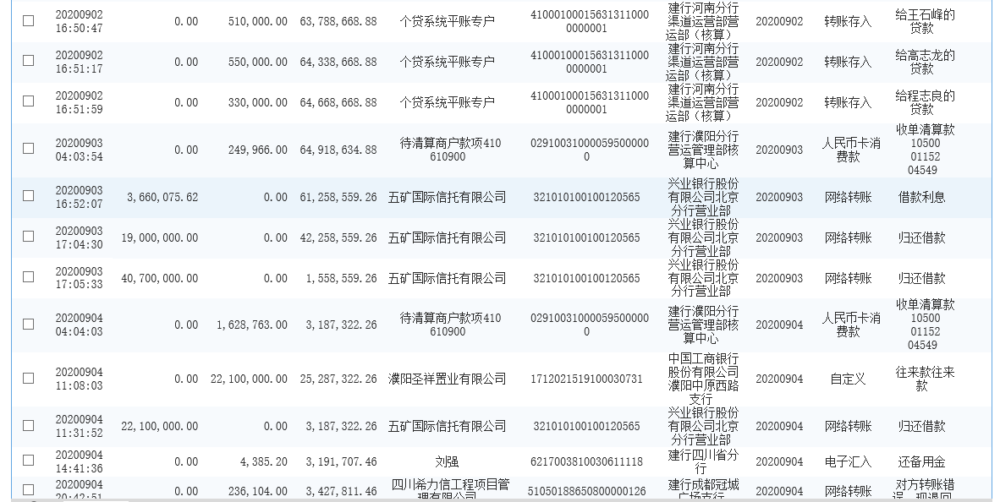 20200902 16:50:47 0.00 510,000.00 63,788,668.88 个贷系统平账专户 41000100015631311000 0000001 建行河南分行 渠道运营部营 运部（核算） 20200902 转账存入 给王石峰的 贷款
20200902 16:51:17 0.00 550,000.00 64,338,668.88 个贷系统平账专户 41000100015631311000 0000001 建行河南分行 渠道运营部营 运部（核算） 20200902 转账存入 给高志龙的 贷款
20200902 16:51:59 0.00 330,000.00 64,668,668.88 个贷系统平账专户 41000100015631311000 0000001 建行河南分行 渠道运营部营 运部（核算） 20200902 转账存入 给程志良的 贷款
20200903 04:03:54 0.00 249,966.00 64,918,634.88 待清算商户款项410 610900 0291003100005950000 0 建行濮阳分行 营运管理部核 算中心 20200903 人民币卡消 费款 收单清算款 10500 01152 04549
20200903 16:52:07 3,660,075.62 0.00 61,258,559.26 五矿国际信托有限公司 321010100100120565 兴业银行股份 有限公司北京 分行营业部 20200903 网络转账 借款利息
20200903 17:04:30 19,000,000.00 0.00 42,258,559.26 五矿国际信托有限公司 321010100100120565 兴业银行股份 有限公司北京 分行营业部 20200903 网络转账 归还借款
20200903 17:05:33 40,700,000.00 0.00 1,558,559.26 五矿国际信托有限公司 321010100100120565 兴业银行股份 有限公司北京 分行营业部 20200903 网络转账 归还借款
20200904 04:04:03 0.00 1,628,763.00 3,187,322.26 待清算商户款项410 610900 0291003100005950000 0 建行濮阳分行 营运管理部核 算中心 20200904 人民币卡消 费款 收单清算款 10500 01152 04549
20200904 11:08:03 0.00 22,100,000.00 25,287,322.26 濮阳圣祥置业有限公司 1712021519100030731 中国工商银行 股份有限公司 濮阳中原西路 支行 20200904 自定义 往来款往来 款
20200904 11:31:52 22,100,000.00 0.00 3,187,322.26 五矿国际信托有限公司 321010100100120565 兴业银行股份 有限公司北京 分行营业部 20200904 网络转账 归还借款
20200904 14:41:36 0.00 4,385.20 3,191,707.46 刘强 6217003810030611118 建行四川省分 行 20200904 电子汇入 还备用金
20200904 20:42:51 0.00 236,104.00 3,427,811.46 四川希力信工程项目管 理有限公司 51050188650800000126 建行成都冠城 广场支行 20200904 网络转账 对方转账错 误，现退回